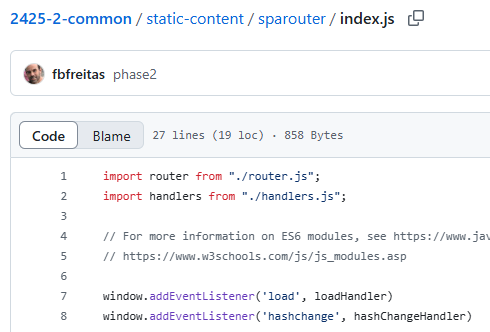 2425-2-common / static-content / sparouter / index.js
fbfreitas phase2
Code Blame 27 lines (19 loc) · 858 Bytes
1 import router from "./router.js";
2 import handlers from "./handlers.js";
3
4 // For more information on ES6 modules, see https://www.jav
5 // https://www.w3schools.com/js/js_modules.asp
6
7 window.addEventListener('load', loadHandler)
8 window.addEventListener('hashchange', hashChangeHandler)